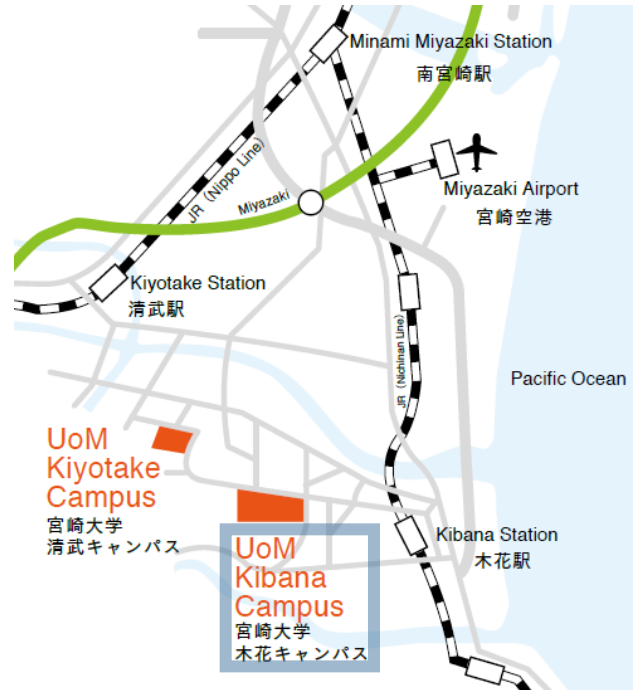 Minami Miyazaki Station
南宮崎駅
JR (Nippo Line)
Miyazaki
Miyazaki Airport
宮崎空港
Kiyotake Station
清武駅
JR (Nichinan Line)
Pacific Ocean
UoM
Kiyotake
Campus
宮崎大学
清武キャンパス
Kibana Station
木花駅
UoM
Kibana
Campus
宮崎大学
木花キャンパス